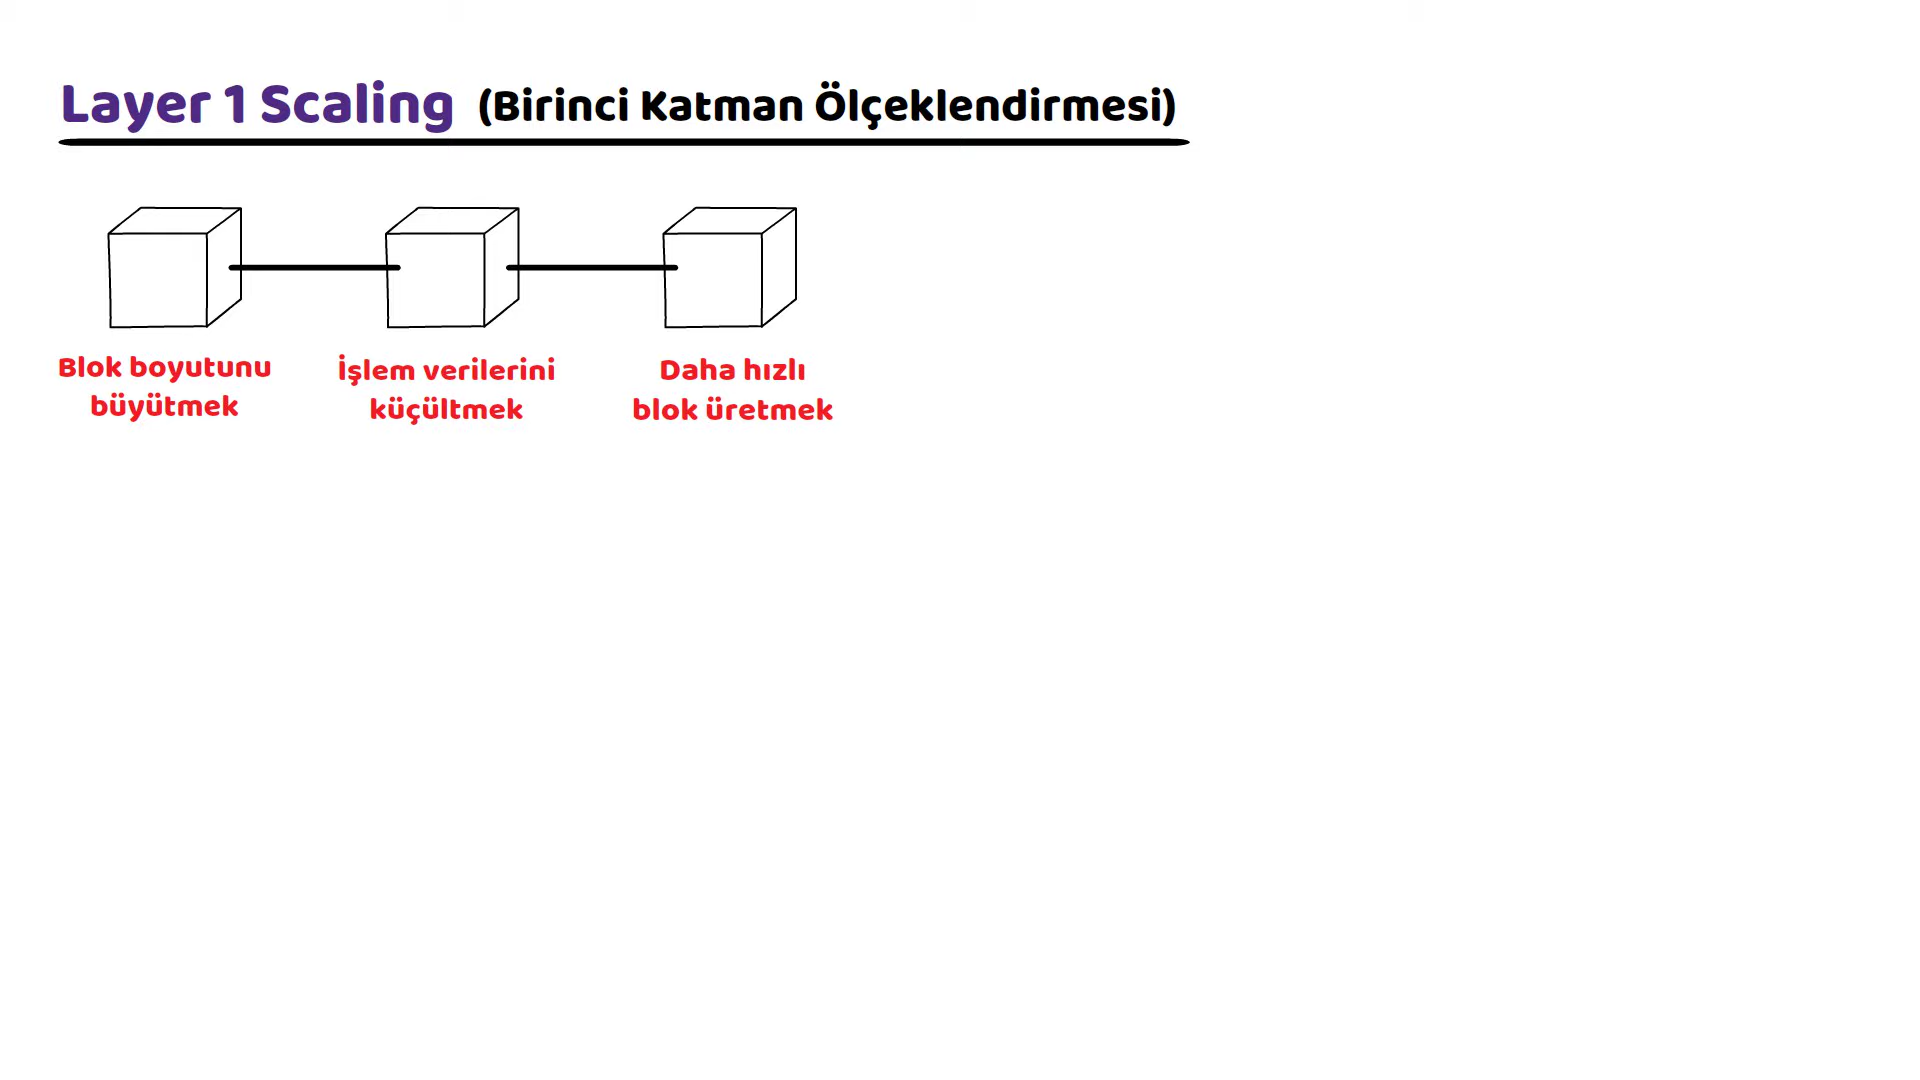 Layer 1 Scaling (Birinci Katman Ölçeklendirmesi)
Blok boyutunu
büyütmek
İşlem verilerini
küçültmek
Daha hızlı
blok üretmek